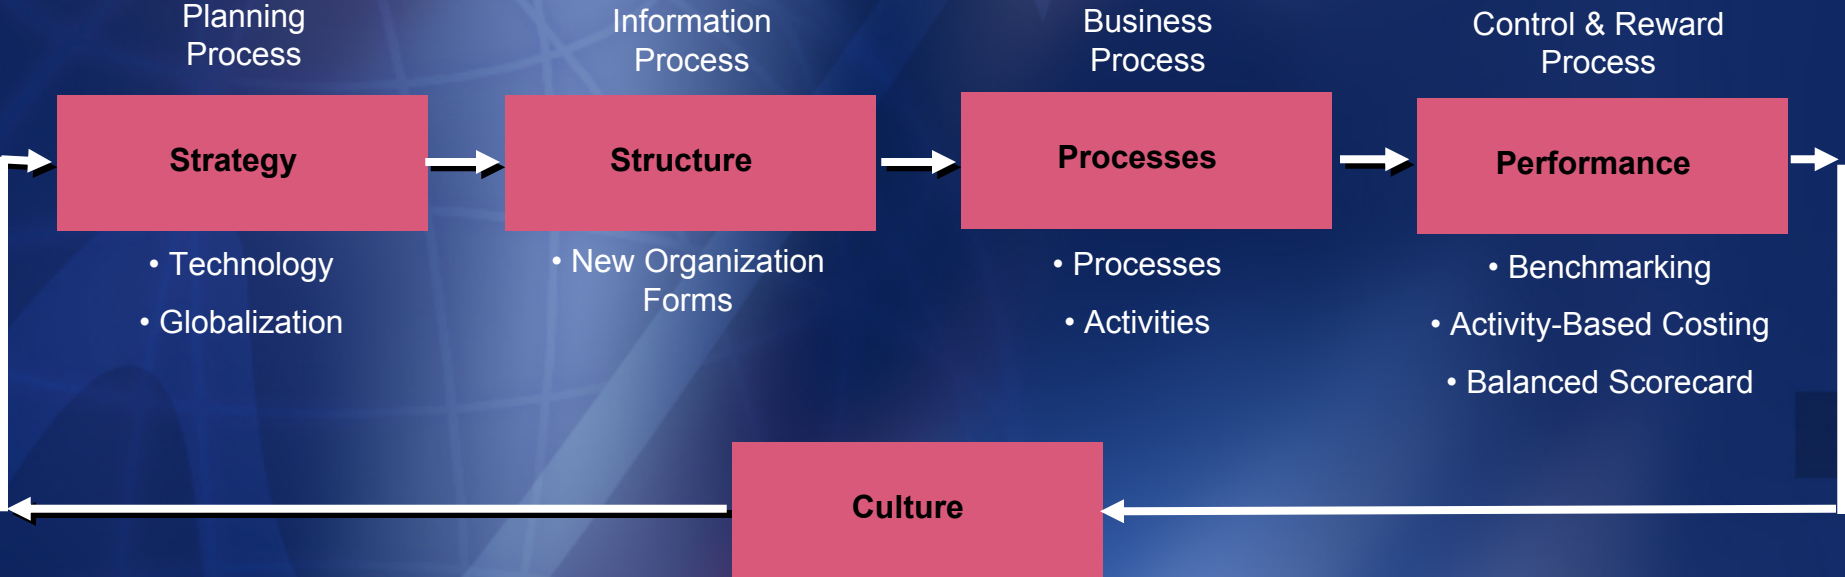 Planning
Process
Information
Process
Business
Process
Control & Reward
Process
Strategy
Structure
Processes
Performance
• Technology
• Globalization
• New Organization
Forms
• Processes
• Activities
• Benchmarking
• Activity-Based Costing
• Balanced Scorecard
Culture